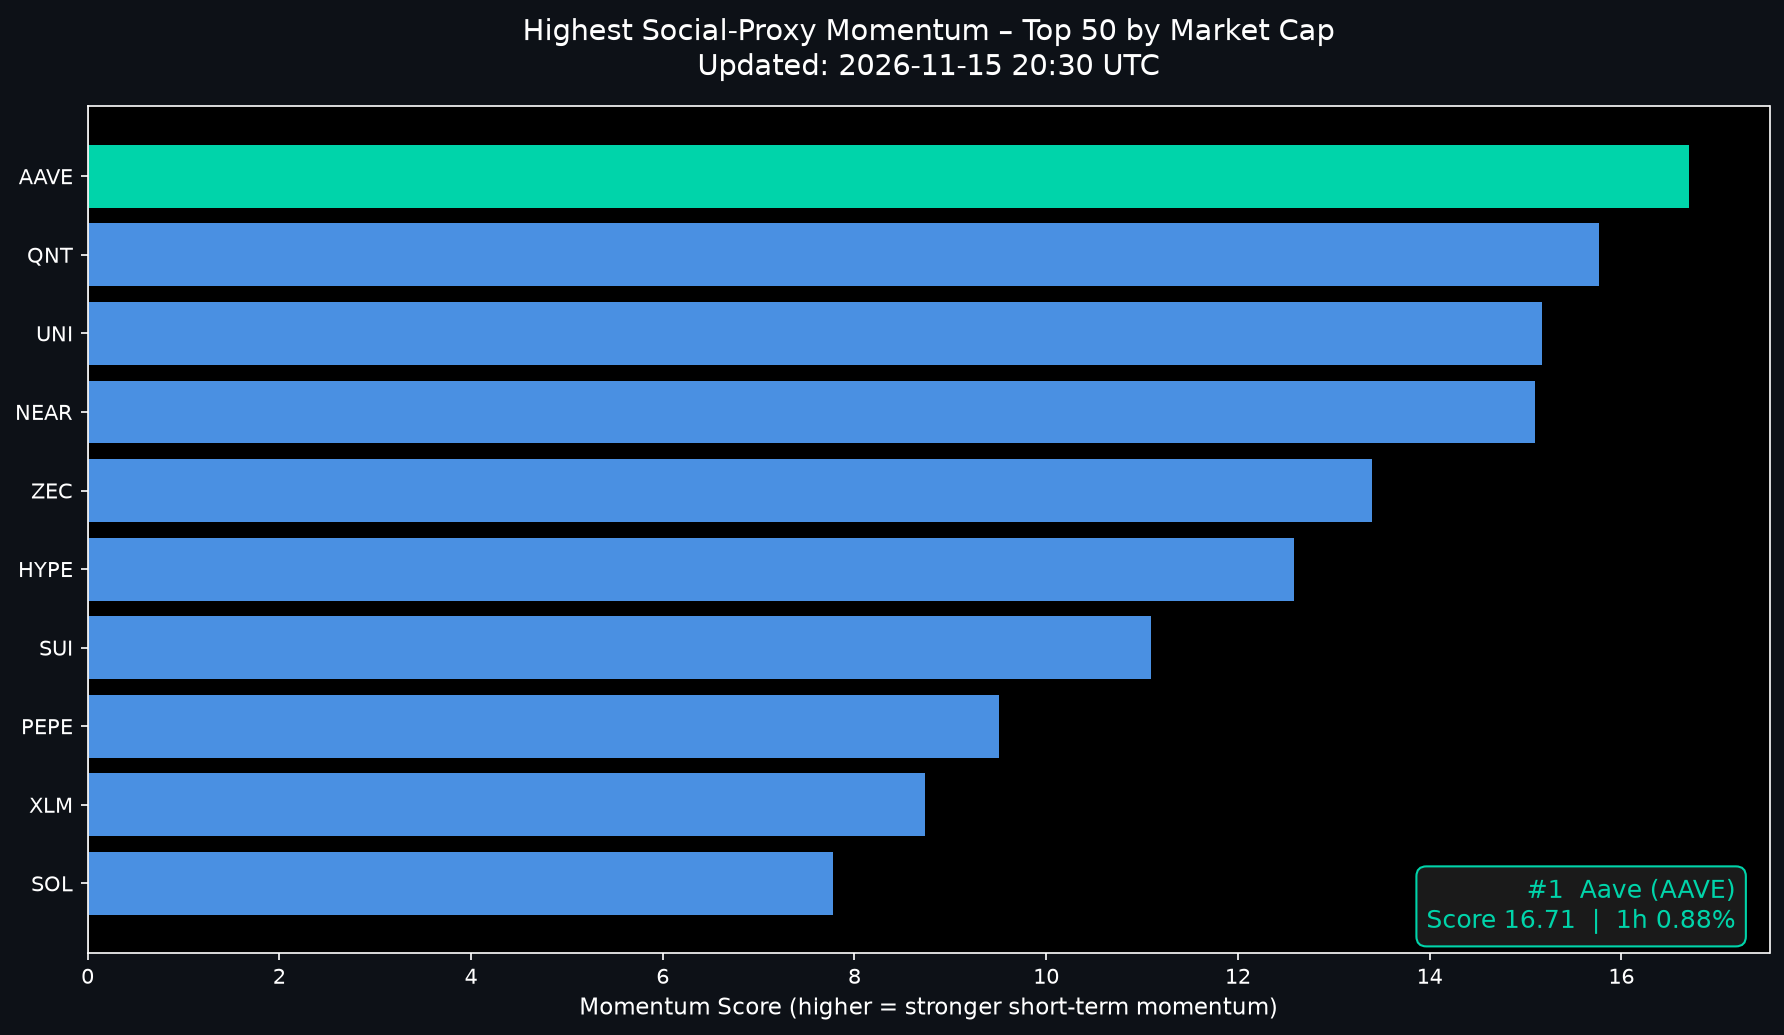 Highest Social-Proxy Momentum – Top 50 by Market Cap
Updated: 2026-11-15 20:30 UTC
AAVE
QNT
UNI
NEAR
ZEC
HYPE
SUI
PEPE
XLM
SOL
#1  Aave (AAVE)
Score 16.71  |  1h 0.88%
0 2 4 6 8 10 12 14 16
Momentum Score (higher = stronger short-term momentum)